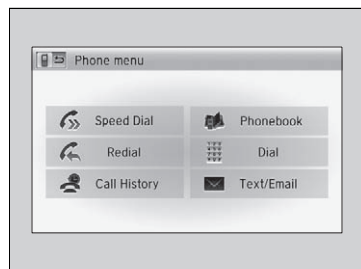 Phone menu
Speed Dial
Phonebook
Redial
Dial
Call History
Text/Email